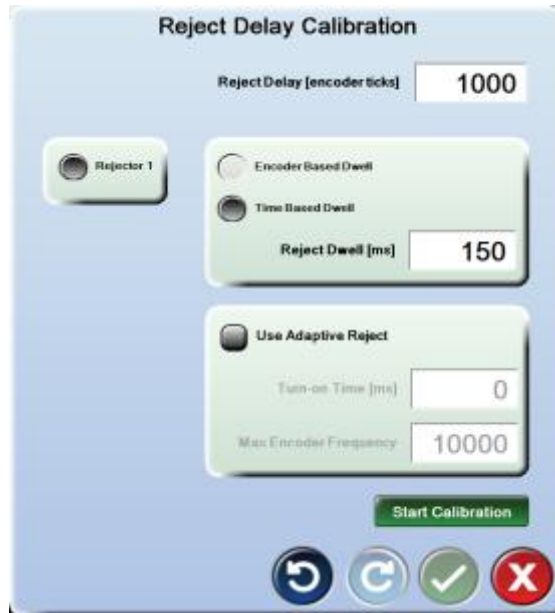 Reject Delay Calibration
Reject Delay [encoder ticks] 1000
Rejector 1
Encoder Based Dwell
Time Based Dwell
Reject Dwell [ms] 150
Use Adaptive Reject
Turn-on Time [ms] 0
Max Encoder Frequency 10000
Start Calibration